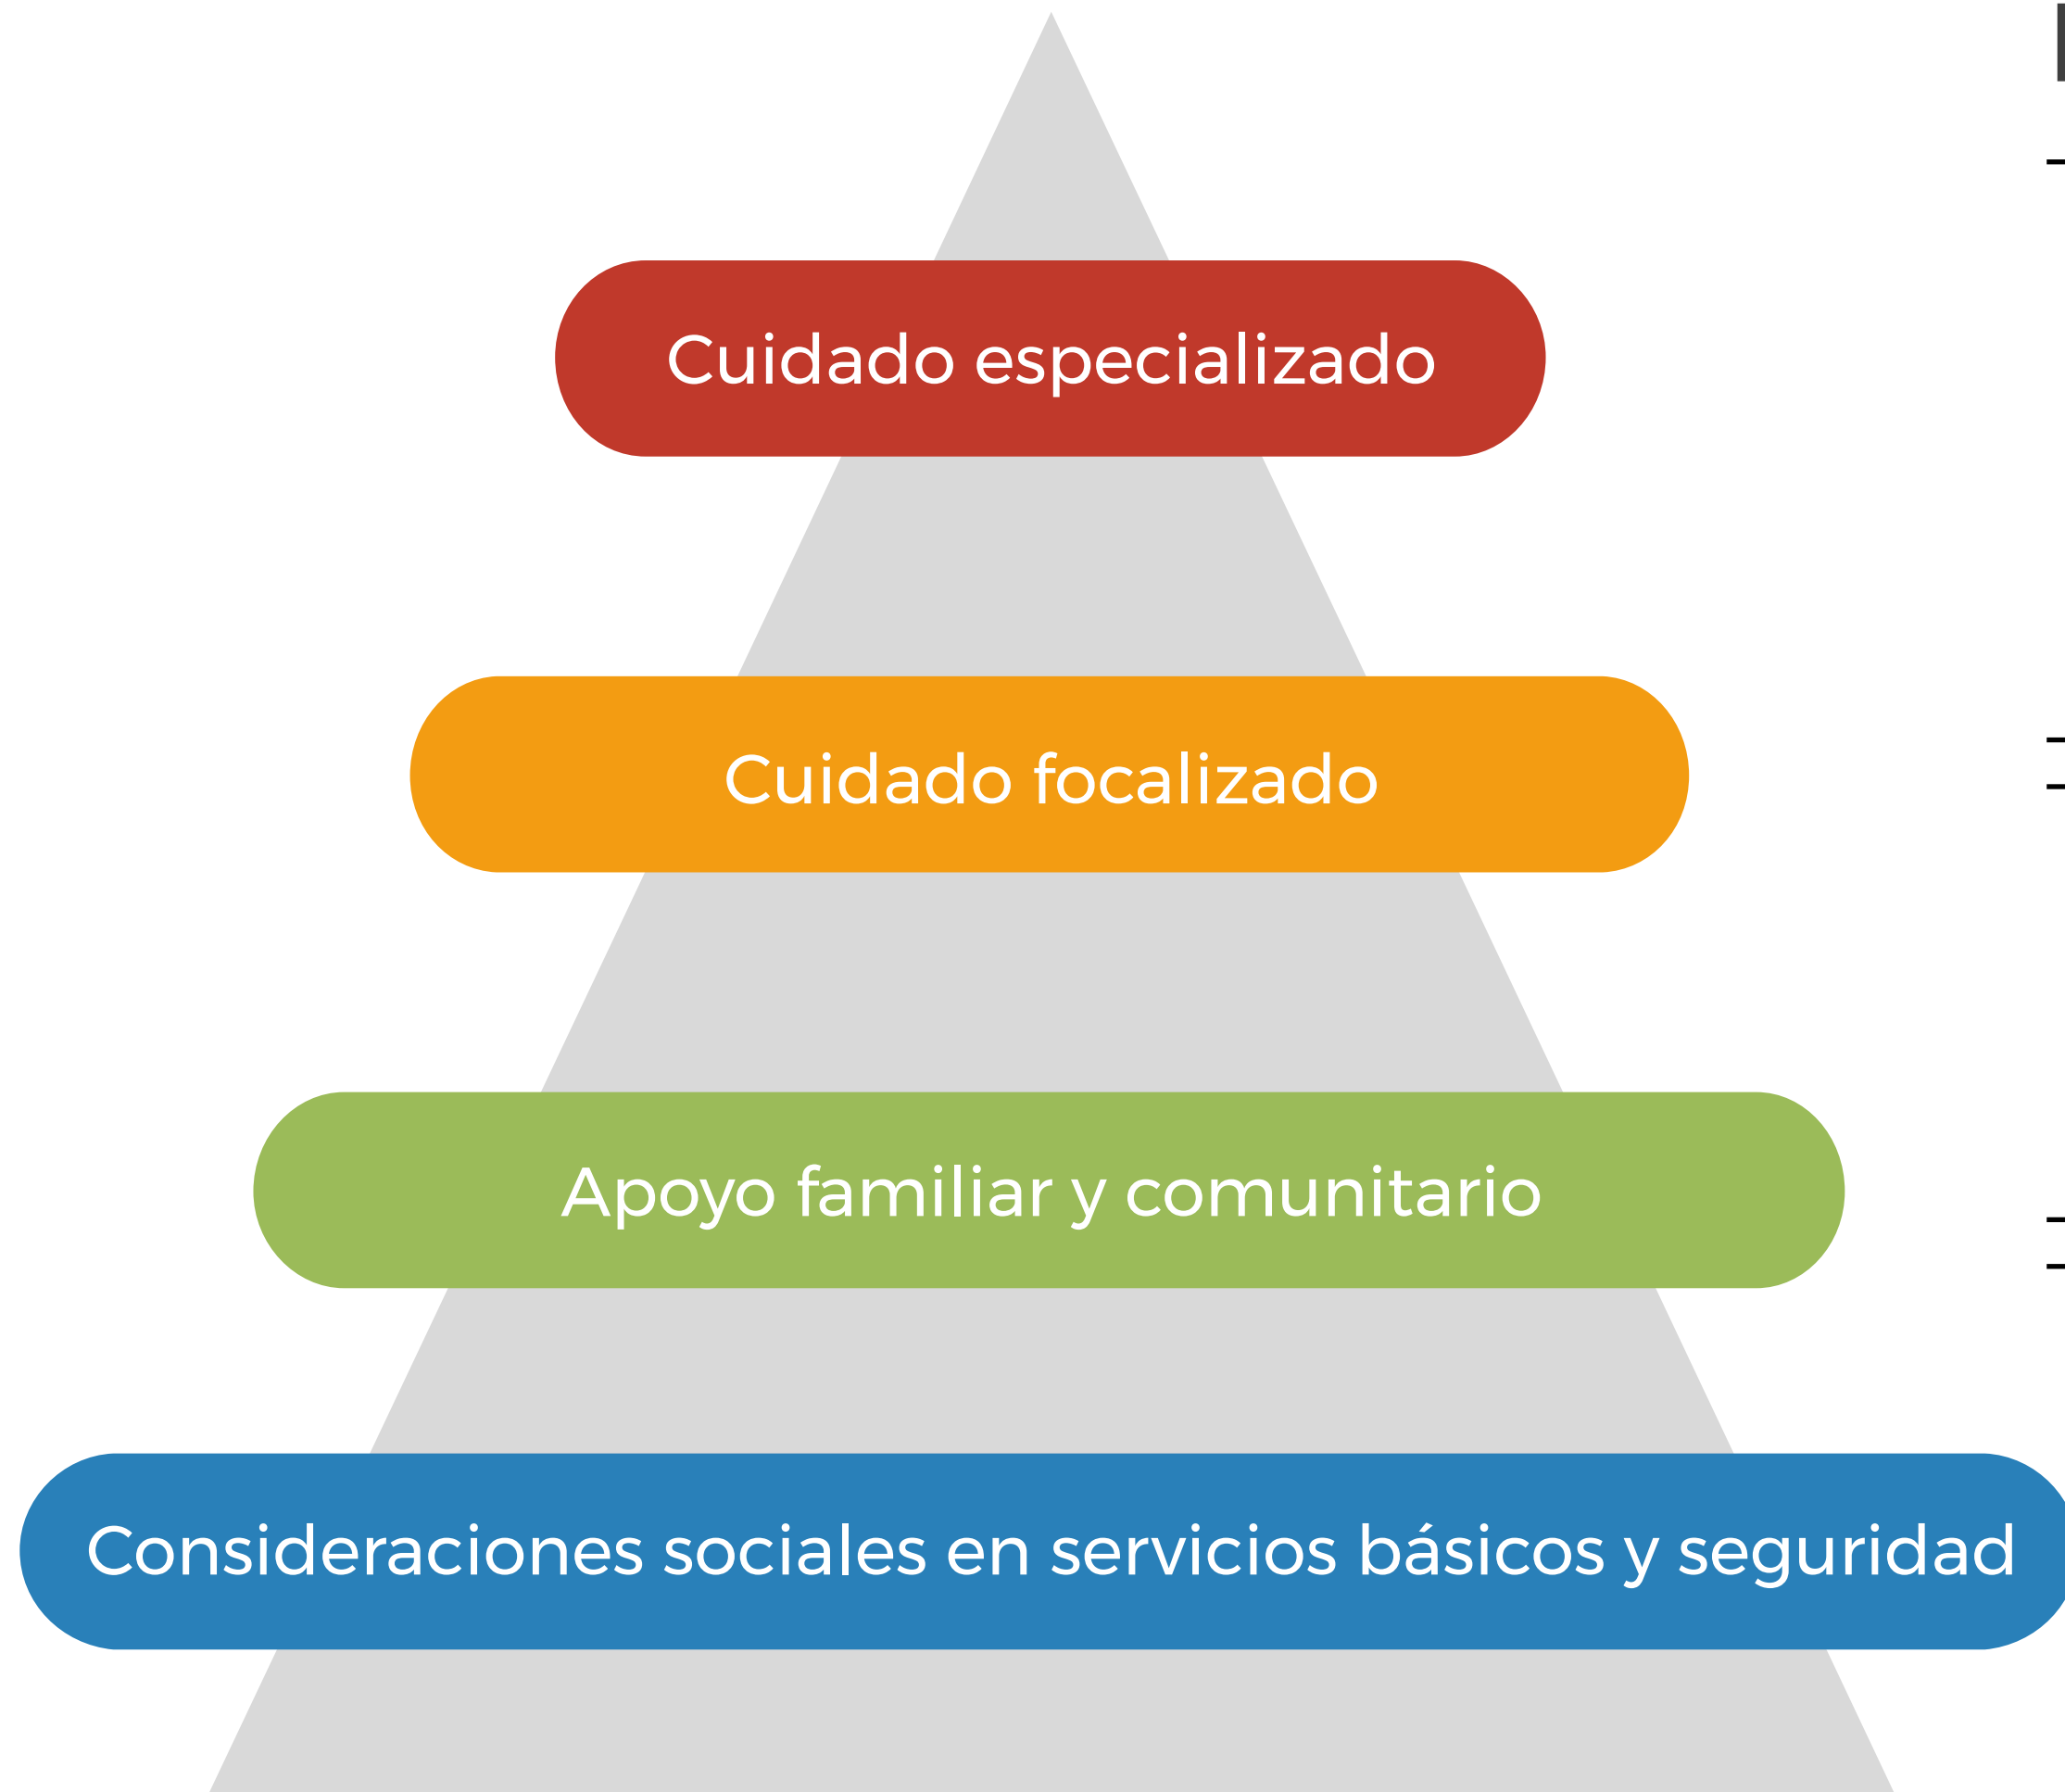 Cuidado especializado
Cuidado focalizado
Apoyo familiar y comunitario
Consideraciones sociales en servicios básicos y seguridad